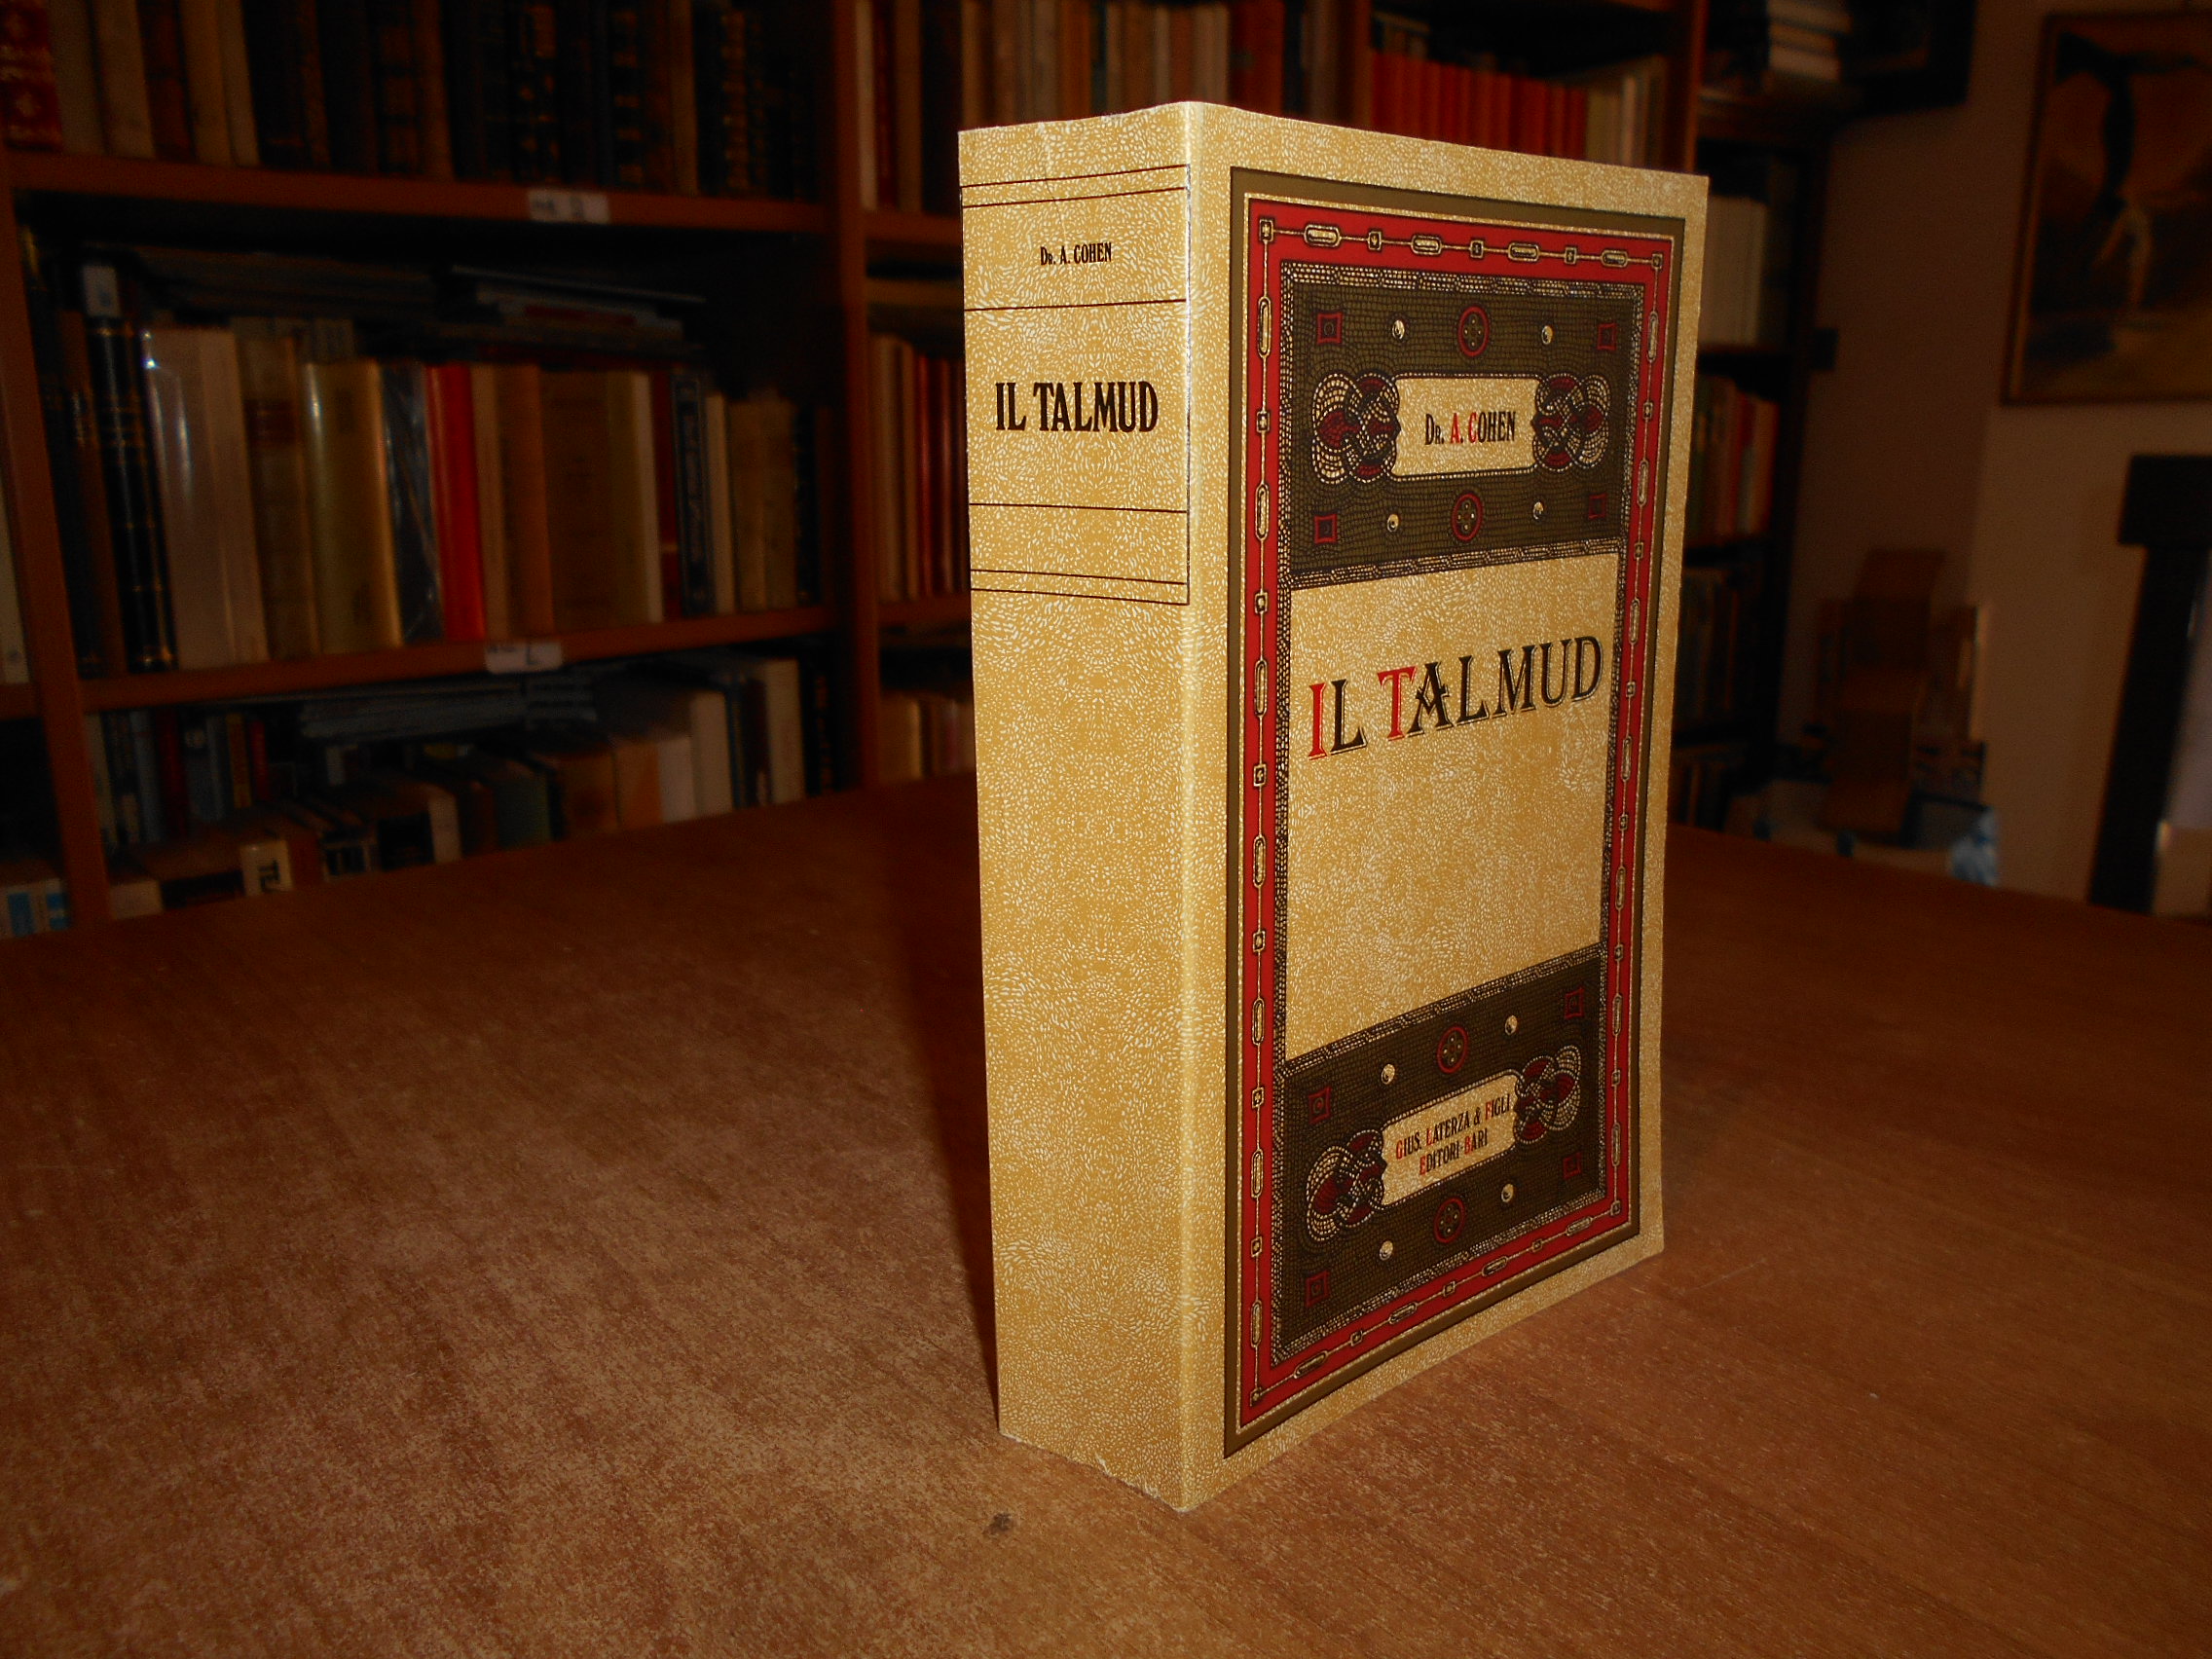 DR. A. COHEN
IL TALMUD
DR. A. COHEN
IL TALMUD
GIUS. LATERZA & FIGLI
EDITORI-BARI